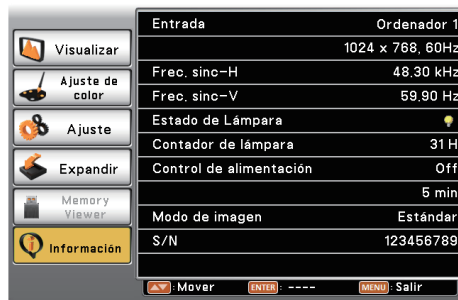 Visualizar
Ajuste de
color
Ajuste
Expandir
Memory
Viewer
Información
Entrada Ordenador 1
1024 x 768, 60Hz
Frec. sinc-H 48,30 kHz
Frec. sinc-V 59,90 Hz
Estado de Lámpara
Contador de lámpara 31 H
Control de alimentación Off
5 min
Modo de imagen Estándar
S/N 123456789
:Mover ENTER : ---- MENU : Salir